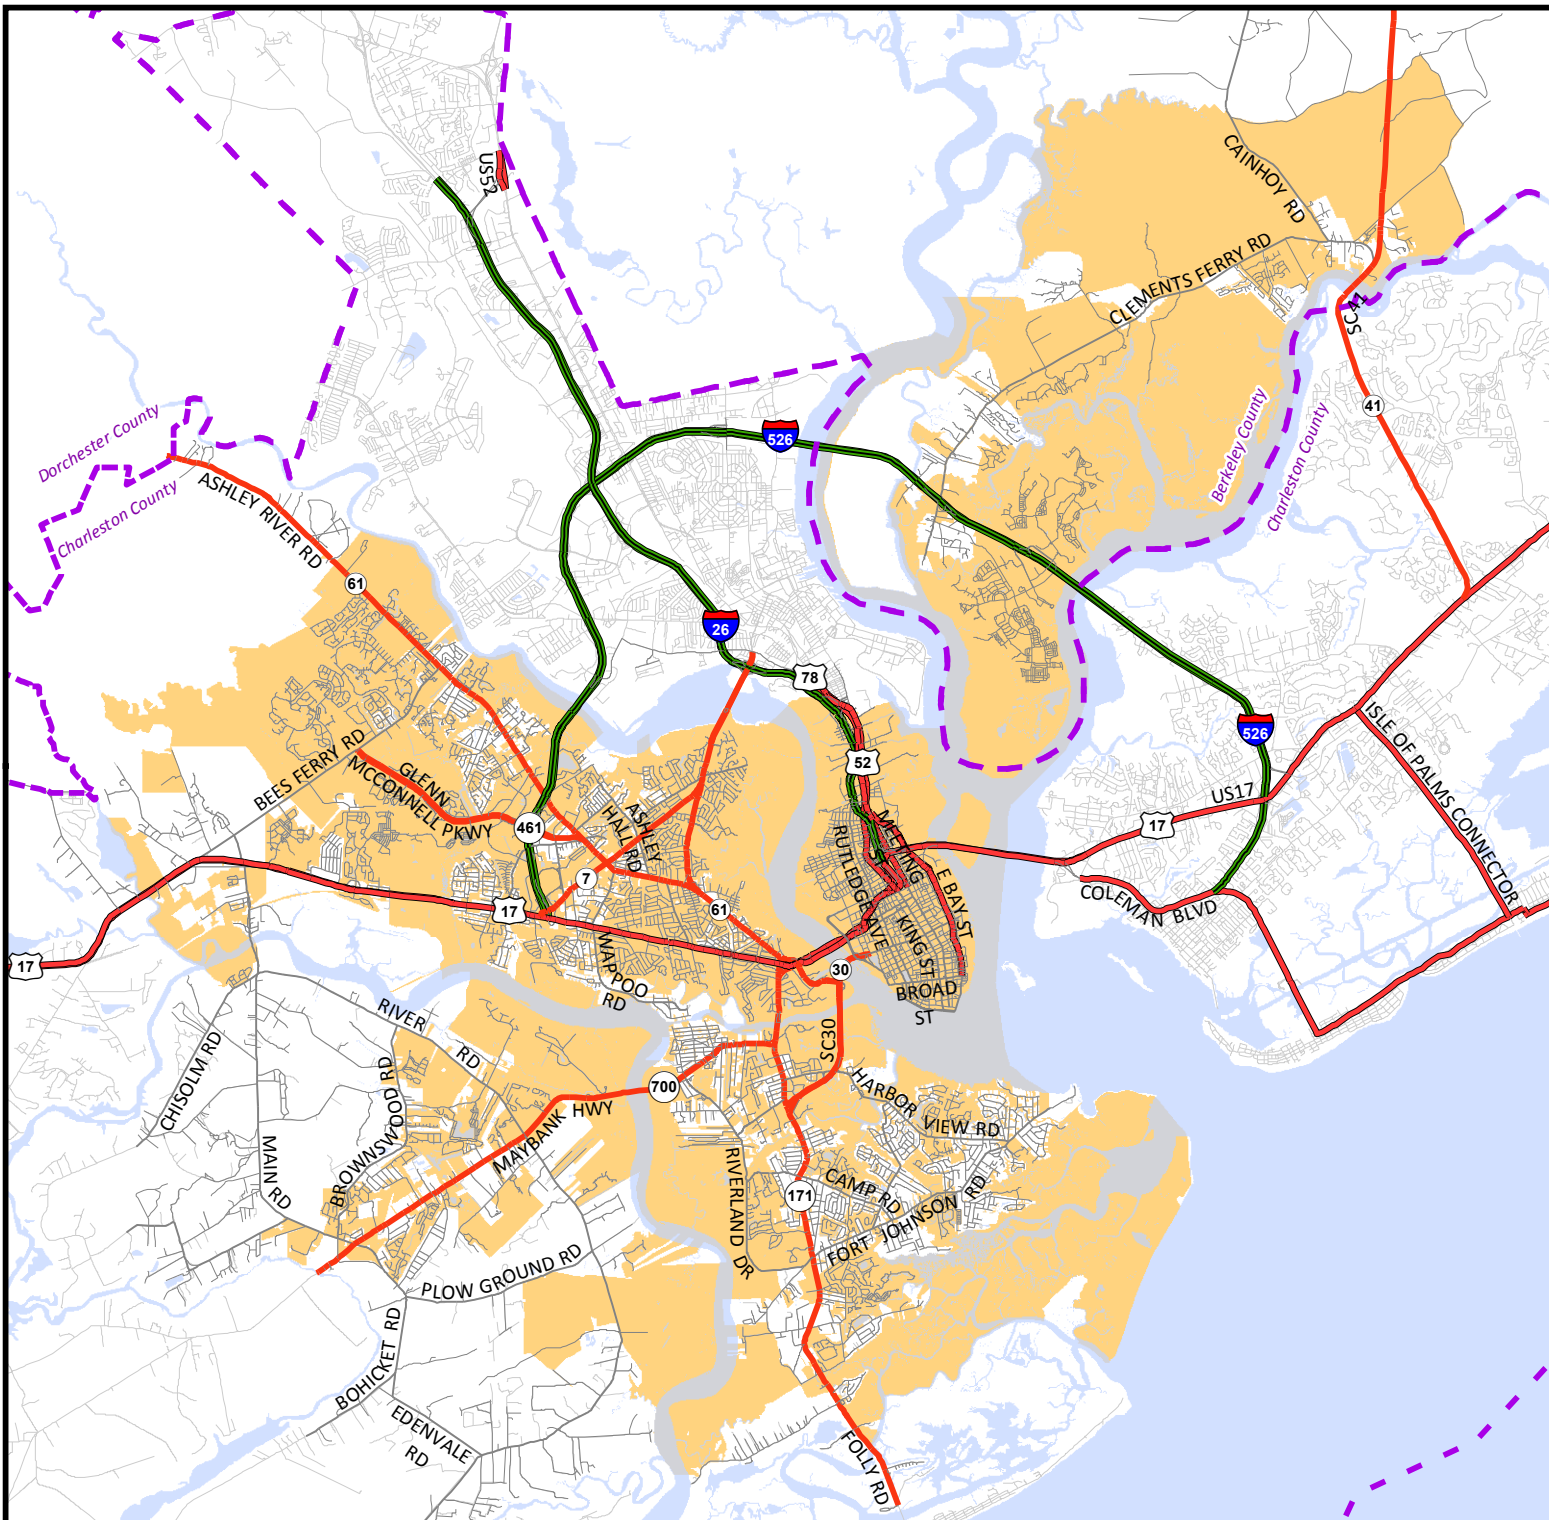 US52
CAINHOY RD
CLEMENTS FERRY RD
SC 41
41
Dorchester County
Charleston County
Berkeley County
Charleston County
526
ASHLEY RIVER RD
61
26
78
52
526
ISLE OF PALMS CONNECTOR
US17
17
BEES FERRY RD
GLENN
MCCONNELL PKWY
461
ASHLEY
HALL RD
7
61
17
17
MEETING
ST
RUTLEDGE AVE
E BAY ST
KING ST
BROAD
ST
COLEMAN BLVD
WAPPOO
RD
30
SC30
RIVER RD
CHISOLM RD
MAIN RD
BROWNSWOOD RD
MAYBANK HWY
700
HARBOR VIEW RD
RIVERLAND DR
171
CAMP RD
FORT JOHNSON RD
PLOW GROUND RD
BOHICKET RD
EDENVALE
RD
FOLLY RD